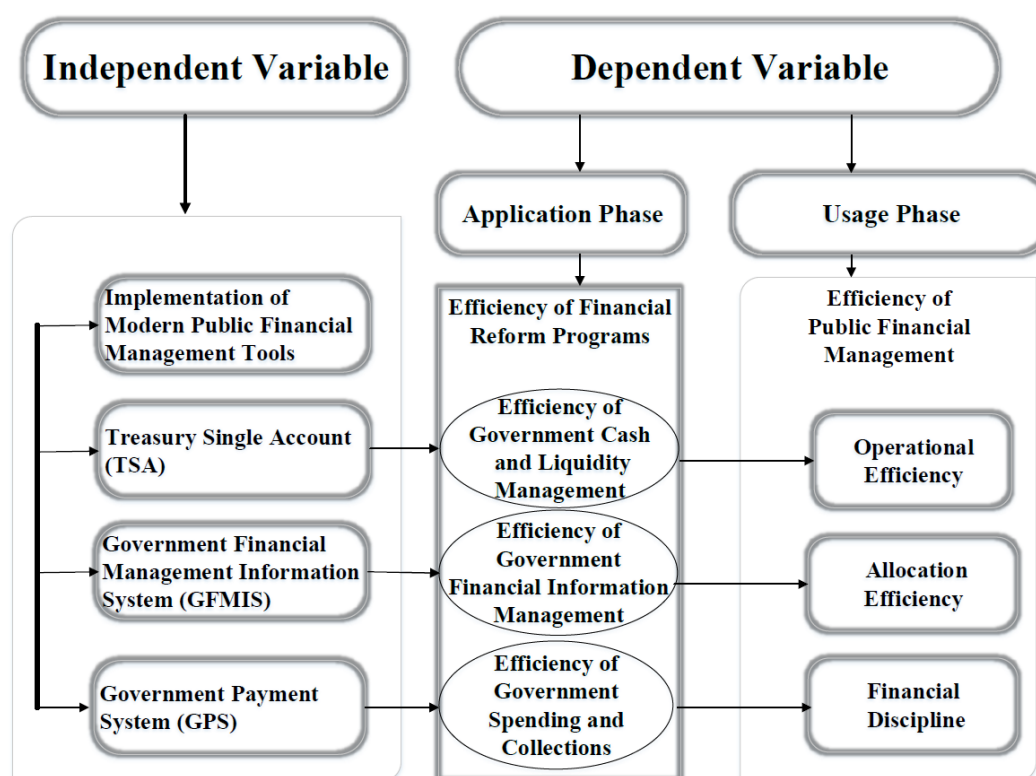 Independent Variable
Dependent Variable
Application Phase
Usage Phase
Implementation of
Modern Public Financial
Management Tools
Treasury Single Account
(TSA)
Government Financial
Management Information
System (GFMIS)
Government Payment
System (GPS)
Efficiency of Financial
Reform Programs
Efficiency of
Government Cash
and Liquidity
Management
Efficiency of
Government
Financial Information
Management
Efficiency of
Government
Spending and
Collections
Efficiency of
Public Financial
Management
Operational
Efficiency
Allocation
Efficiency
Financial
Discipline